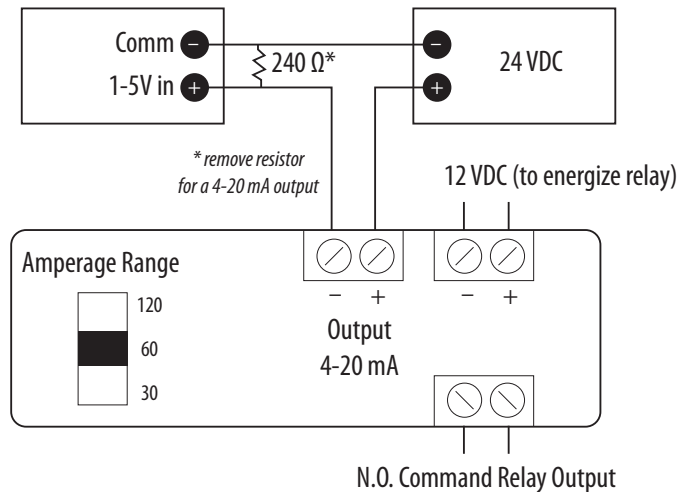 Comm −
− 24 VDC
240 Ω*
1-5V in +
+
* remove resistor
for a 4-20 mA output
12 VDC (to energize relay)
Amperage Range
120
60
30
− +
Output
4-20 mA
− +
N.O. Command Relay Output